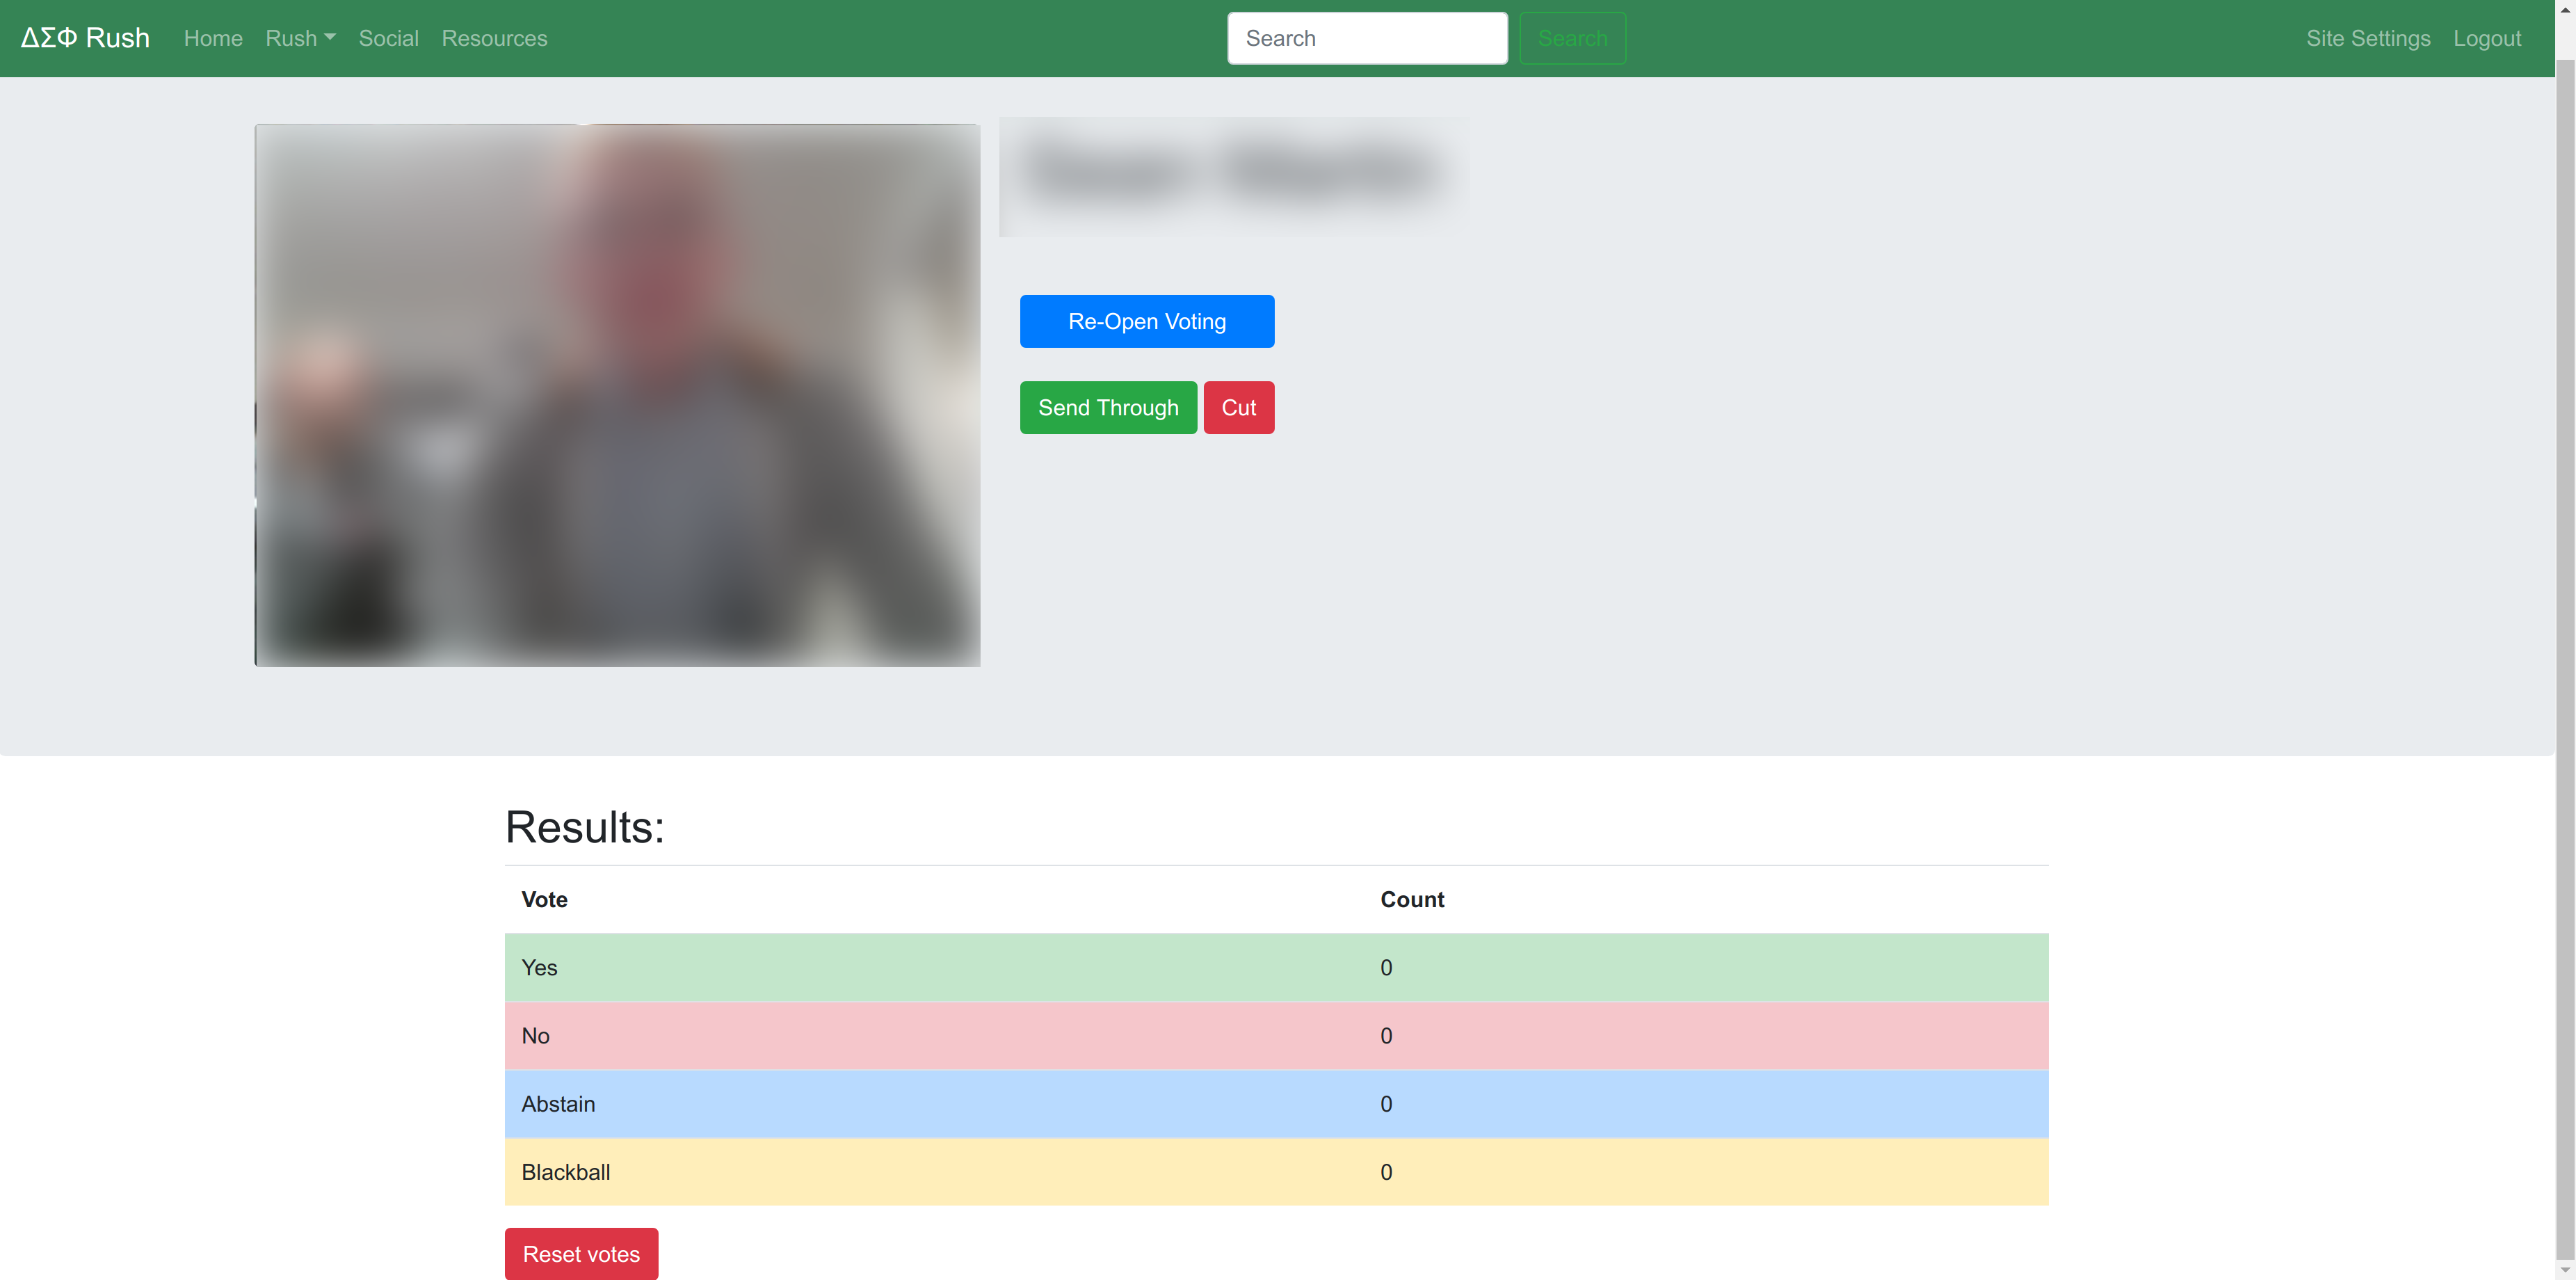 ΔΣΦ Rush Home Rush Social Resources Search Search Site Settings Logout
Re-Open Voting
Send Through Cut
Results:
Vote Count
Yes 0
No 0
Abstain 0
Blackball 0
Reset votes